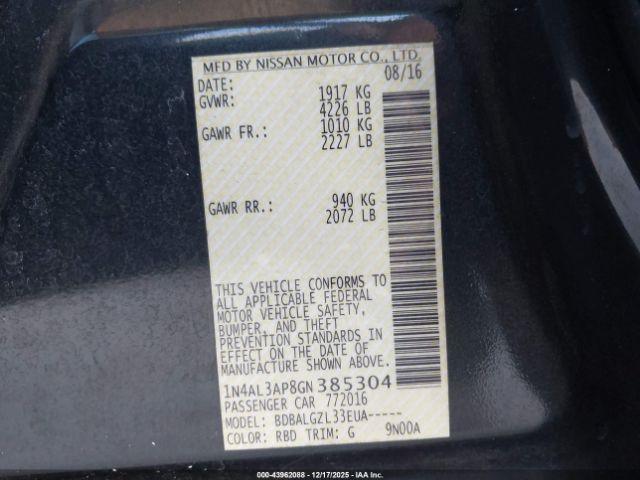 MFD BY NISSAN MOTOR CO., LTD.
DATE: 08/16
GVWR: 1917 KG
4226 LB
GAWR FR.: 1010 KG
2227 LB
GAWR RR.: 940 KG
2072 LB
THIS VEHICLE CONFORMS TO
ALL APPLICABLE FEDERAL
MOTOR VEHICLE SAFETY,
BUMPER, AND THEFT
PREVENTION STANDARDS IN
EFFECT ON THE DATE OF
MANUFACTURE SHOWN ABOVE.
1N4AL3AP8GN385304
PASSENGER CAR 772016
MODEL: BDBALGZL33EUA-----
COLOR: RBD TRIM: G 9N00A
000-43962088 - 12/17/2025 - IAAI, Inc.